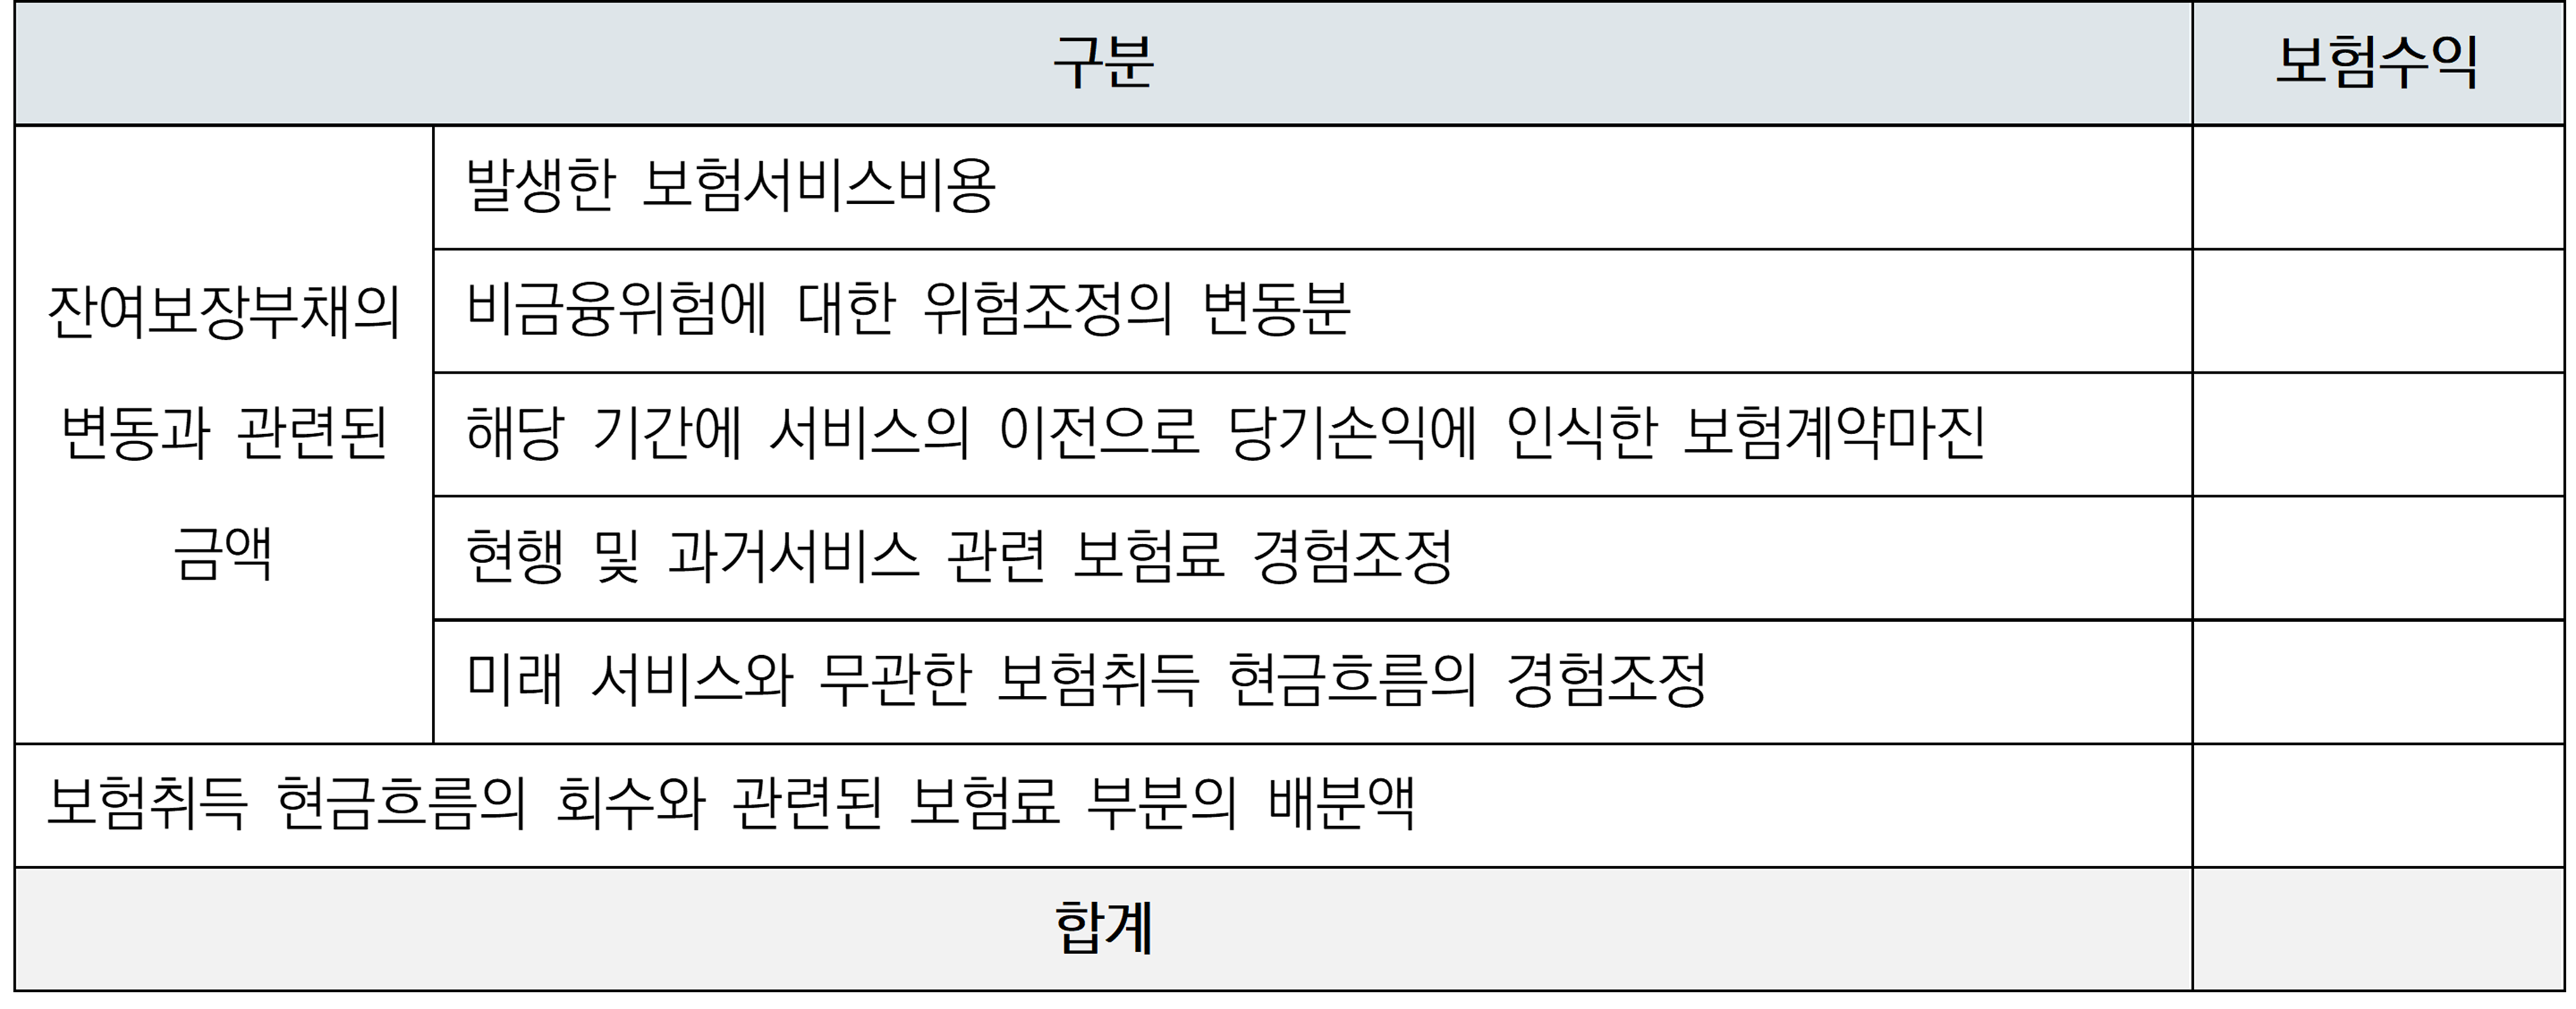 구분 보험수익
잔여보장부채의
변동과 관련된
금액
발생한 보험서비스비용
비금융위험에 대한 위험조정의 변동분
해당 기간에 서비스의 이전으로 당기손익에 인식한 보험계약마진
현행 및 과거서비스 관련 보험료 경험조정
미래 서비스와 무관한 보험취득 현금흐름의 경험조정
보험취득 현금흐름의 회수와 관련된 보험료 부분의 배분액
합계